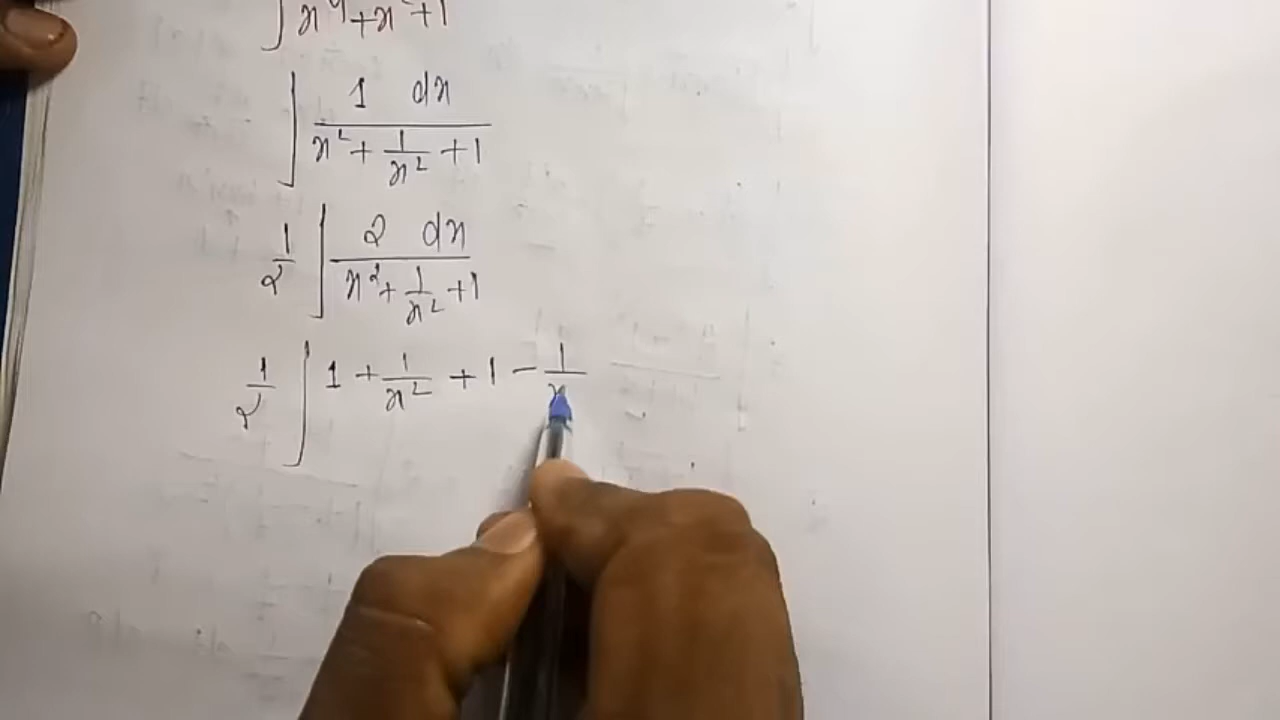 ∫ x⁴+x²+1
∫ 1 dx / (x² + 1/x² + 1)
1/2 ∫ 2 dx / (x² + 1/x² + 1)
1/2 ∫ 1 + 1/x² + 1 - 1/x